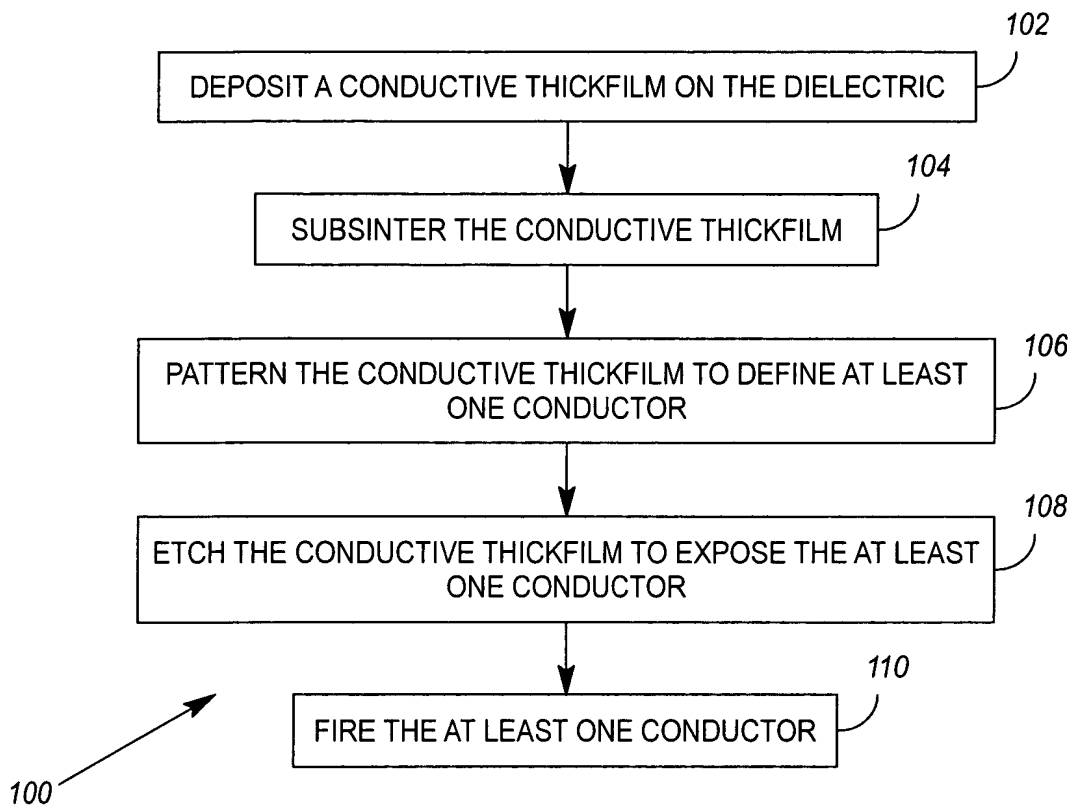 102
DEPOSIT A CONDUCTIVE THICKFILM ON THE DIELECTRIC
104
SUBSINTER THE CONDUCTIVE THICKFILM
106
PATTERN THE CONDUCTIVE THICKFILM TO DEFINE AT LEAST
ONE CONDUCTOR
108
ETCH THE CONDUCTIVE THICKFILM TO EXPOSE THE AT LEAST
ONE CONDUCTOR
110
FIRE THE AT LEAST ONE CONDUCTOR
100